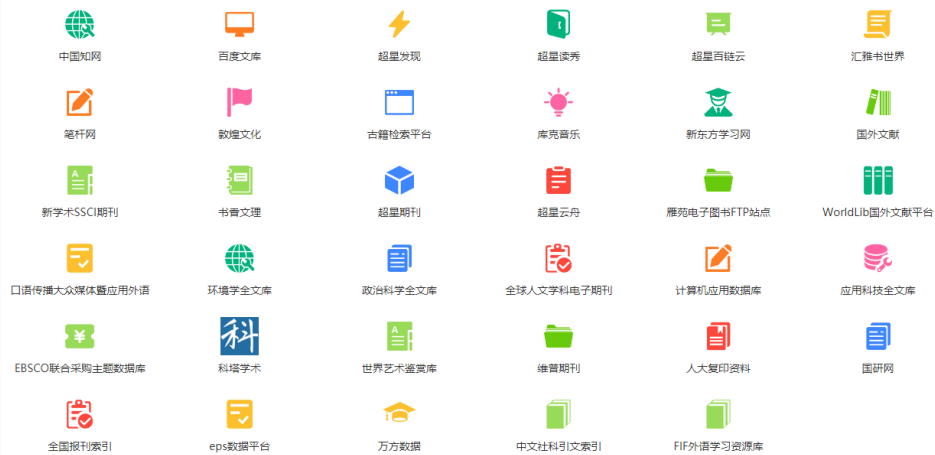 中国知网
百度文库
超星发现
超星读秀
超星百链云
汇雅书世界
笔杆网
敦煌文化
古籍检索平台
库克音乐
新东方学习网
国外文献
A
新学术SSCI期刊
书香文理
超星期刊
超星云舟
雁苑电子图书FTP站点
WorldLib国外文献平台
口语传播大众媒体暨应用外语
环境学全文库
政治科学全文库
全球人文学科电子期刊
计算机应用数据库
应用科技全文库
¥
科
A
EBSCO联合采购主题数据库
科塔学术
世界艺术鉴赏库
维普期刊
人大复印资料
国研网
全国报刊索引
eps数据平台
万方数据
中文社科引文索引
FIF外语学习资源库